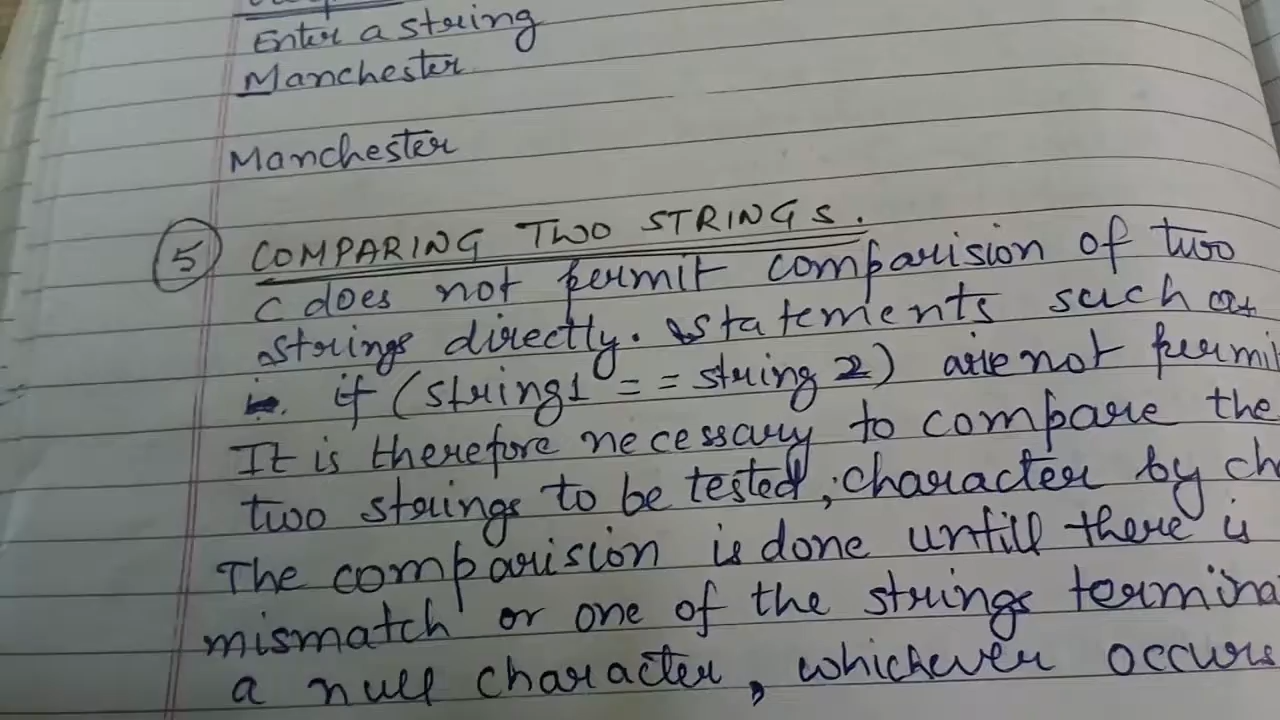 Enter a string
Manchester
Manchester
5 COMPARING TWO STRINGS.
C does not permit comparision of two
strings directly. statements such as
if (string1 == string 2) are not permit
It is therefore necessary to compare the
two strings to be tested, character by ch
The comparision is done untill there is
mismatch or one of the strings termina
a null character, whichever occurs